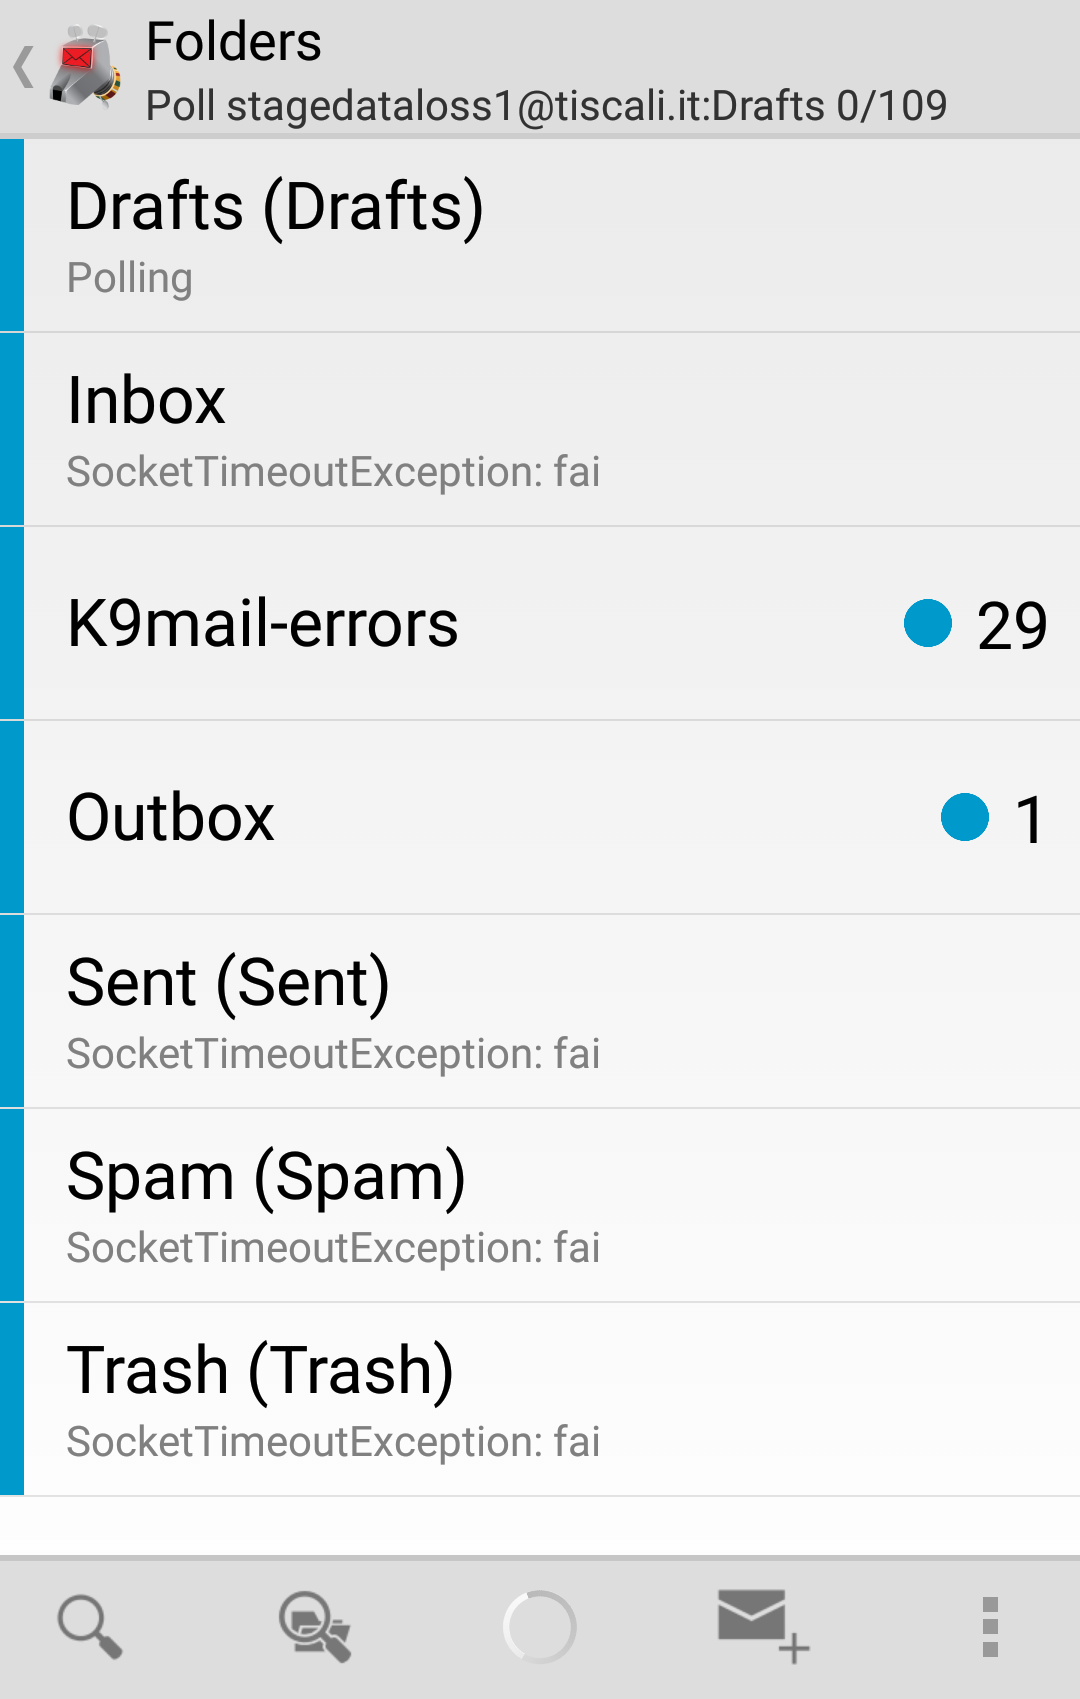 Folders
Poll stagedataloss1@tiscali.it:Drafts 0/109
Drafts (Drafts)
Polling
Inbox
SocketTimeoutException: fai
K9mail-errors 29
Outbox 1
Sent (Sent)
SocketTimeoutException: fai
Spam (Spam)
SocketTimeoutException: fai
Trash (Trash)
SocketTimeoutException: fai